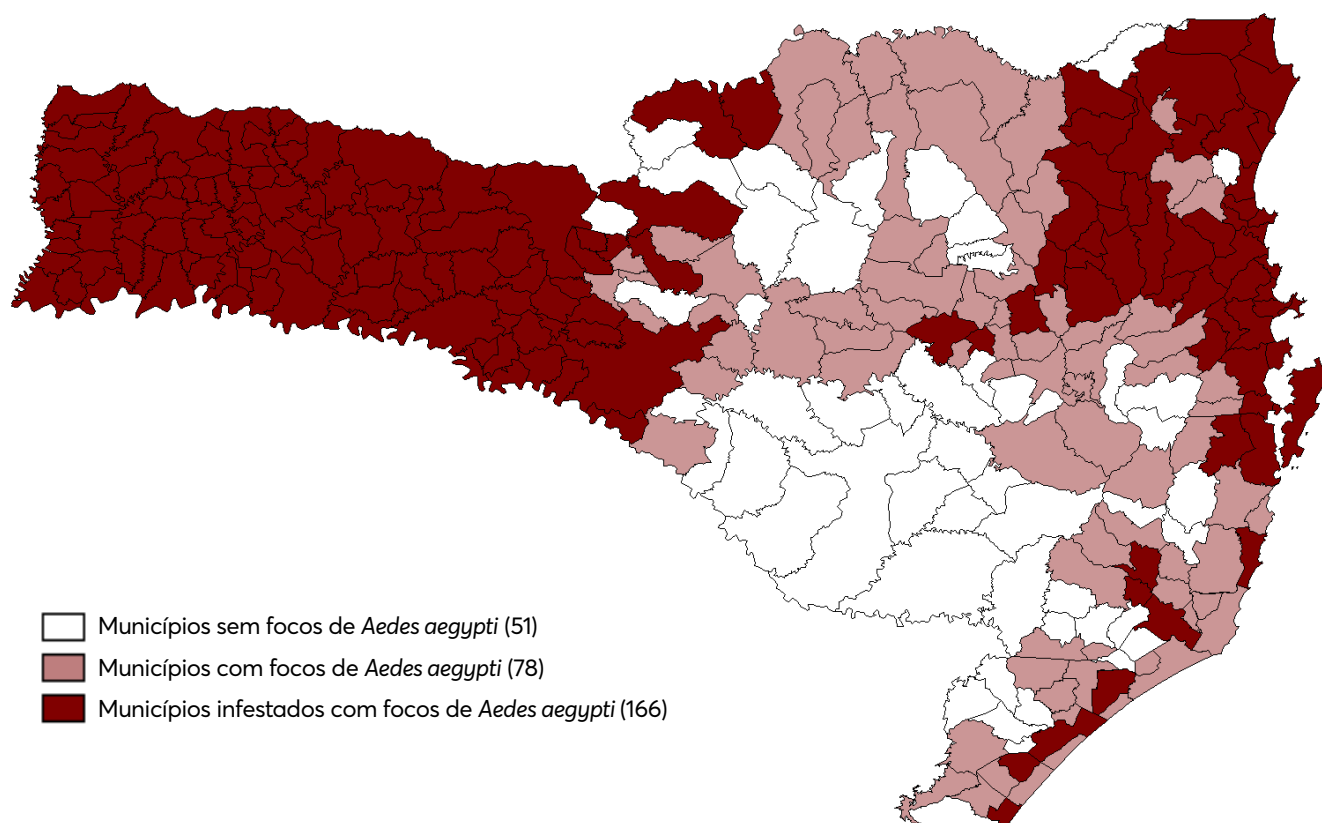 Municípios sem focos de Aedes aegypti (51)
Municípios com focos de Aedes aegypti (78)
Municípios infestados com focos de Aedes aegypti (166)